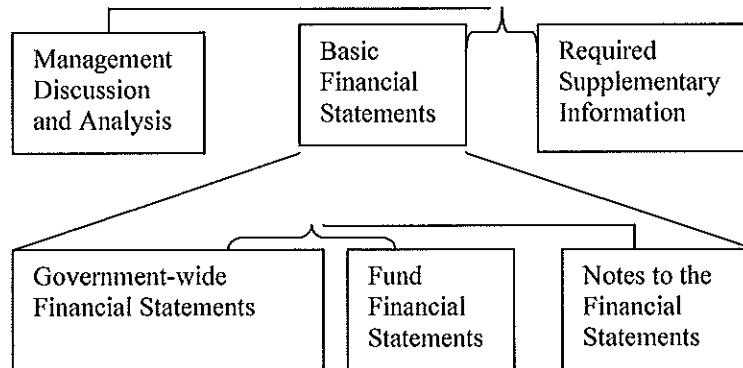 Management
Discussion
and Analysis
Basic
Financial
Statements
Required
Supplementary
Information
Government-wide
Financial Statements
Fund
Financial
Statements
Notes to the
Financial
Statements